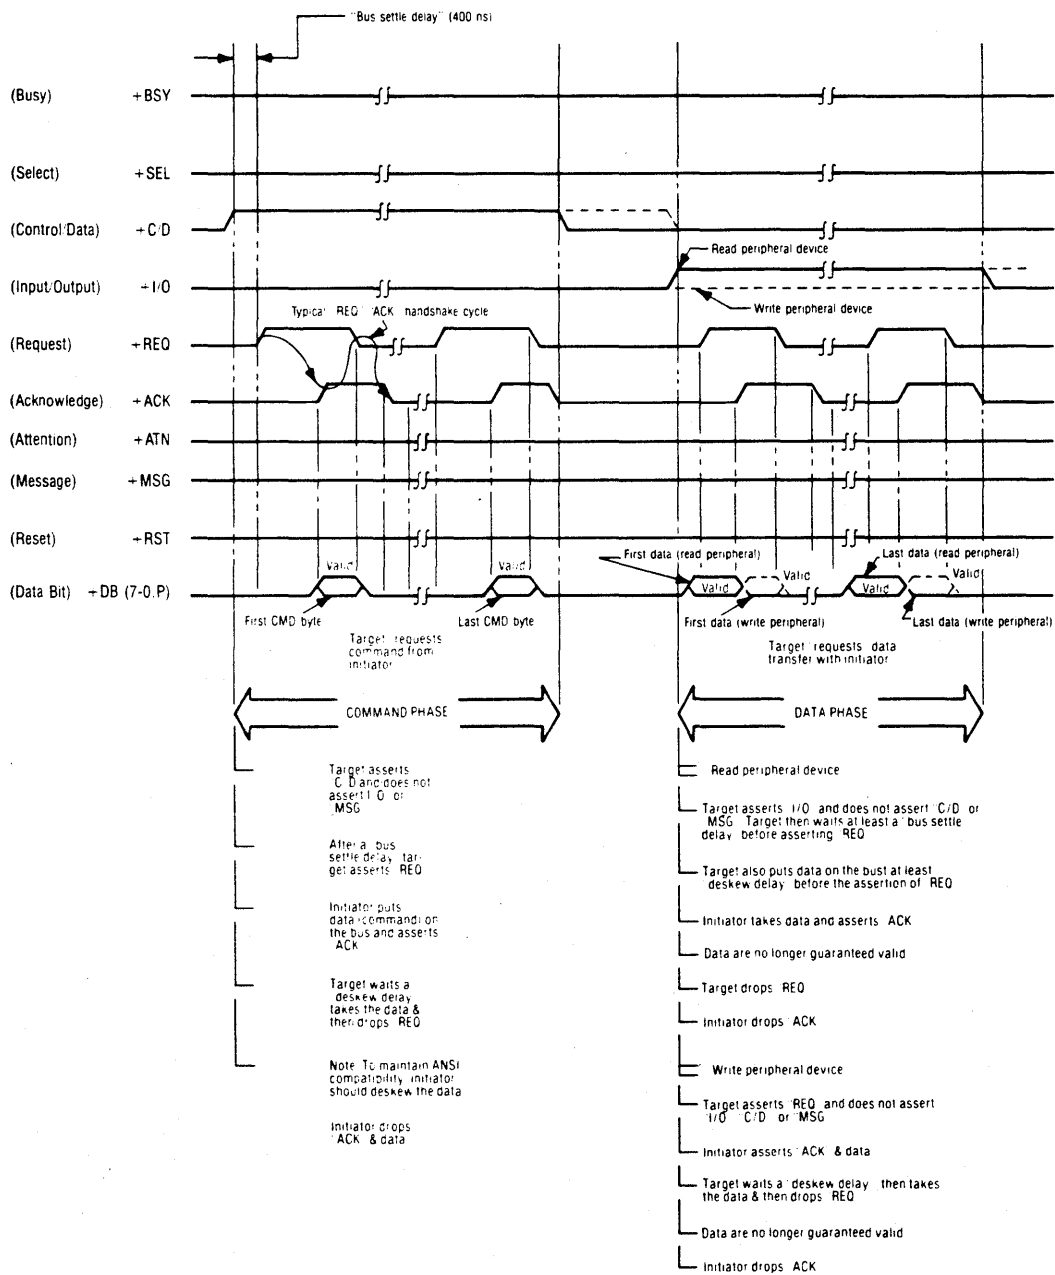 "Bus settle delay" (400 ns)
(Busy) +BSY
(Select) +SEL
(Control/Data) +C/D
Read peripheral device
(Input/Output) +I/O
Write peripheral device
Typical REQ ACK handshake cycle
(Request) +REQ
(Acknowledge) +ACK
(Attention) +ATN
(Message) +MSG
(Reset) +RST
First data (read peripheral)
Last data (read peripheral)
Valid
Valid
Valid
Valid
(Data Bit) +DB (7-0.P)
Valid
Valid
First CMD byte
Last CMD byte
First data (write peripheral)
Last data (write peripheral)
Target requests
command from
initiator
Target requests data
transfer with initiator
COMMAND PHASE
DATA PHASE
Target asserts
C D and does not
assert I O or
MSG
After a bus
settle delay tar-
get asserts REQ
Initiator puts
data (command) on
the bus and asserts
ACK
Target waits a
deskew delay
takes the data &
then drops REQ
Note To maintain ANSI
compatibility initiator
should deskew the data
Initiator drops
ACK & data
Read peripheral device
Target asserts I/O and does not assert C/D or
MSG Target then waits at least a bus settle
delay before asserting REQ
Target also puts data on the bust at least
deskew delay before the assertion of REQ
Initiator takes data and asserts ACK
Data are no longer guaranteed valid
Target drops REQ
Initiator drops ACK
Write peripheral device
Target asserts REQ and does not assert
I/O C/D or MSG
Initiator asserts ACK & data
Target waits a deskew delay then takes
the data & then drops REQ
Data are no longer guaranteed valid
Initiator drops ACK